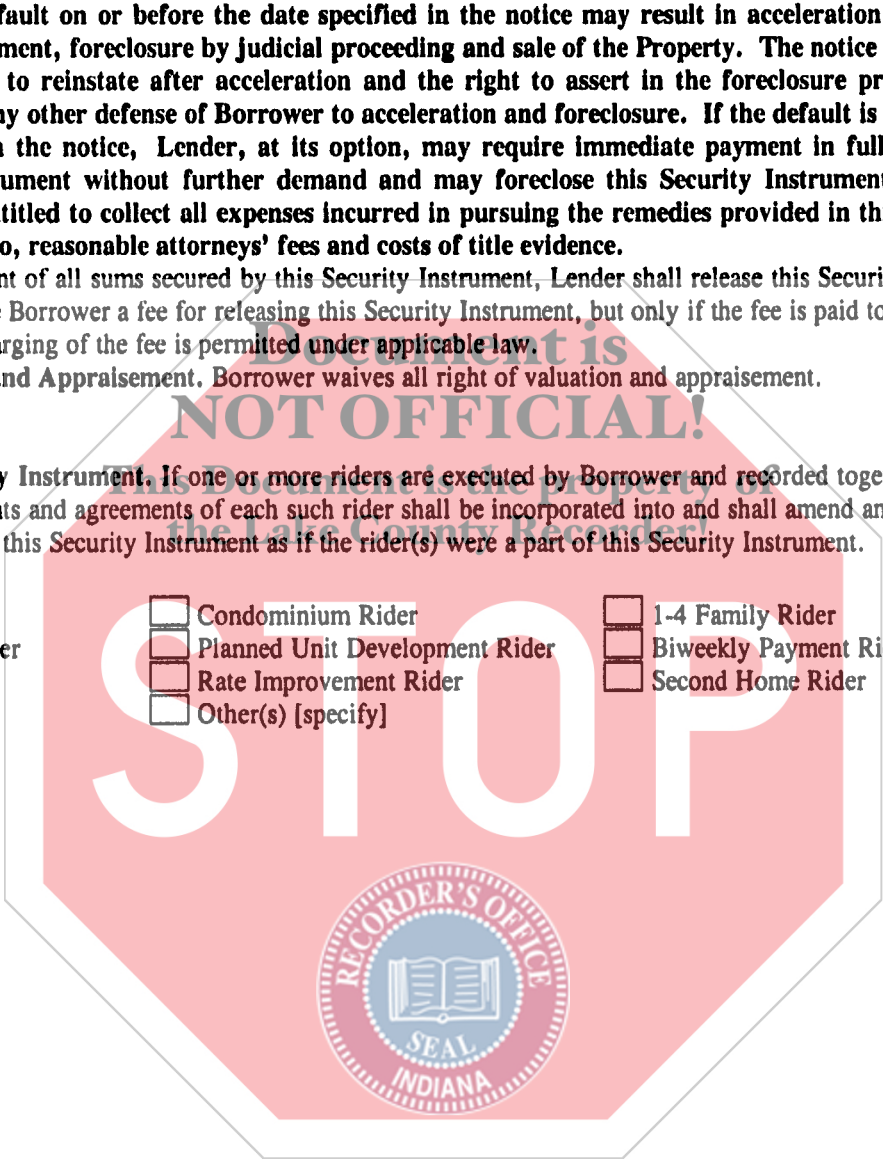 fault on or before the date specified in the notice may result in acceleration
ment, foreclosure by judicial proceeding and sale of the Property. The notice
to reinstate after acceleration and the right to assert in the foreclosure pr
ny other defense of Borrower to acceleration and foreclosure. If the default is
n the notice, Lender, at its option, may require immediate payment in full
ument without further demand and may foreclose this Security Instrument
titled to collect all expenses incurred in pursuing the remedies provided in th
o, reasonable attorneys' fees and costs of title evidence.
nt of all sums secured by this Security Instrument, Lender shall release this Securi
e Borrower a fee for releasing this Security Instrument, but only if the fee is paid to
rging of the fee is permitted under applicable law.
nd Appraisement. Borrower waives all right of valuation and appraisement.
Document is
NOT OFFICIAL!
This Document is the property of
the Lake County Recorder!
y Instrument. If one or more riders are executed by Borrower and recorded toge
ts and agreements of each such rider shall be incorporated into and shall amend an
this Security Instrument as if the rider(s) were a part of this Security Instrument.
Condominium Rider 1-4 Family Rider
er Planned Unit Development Rider Biweekly Payment Ri
Rate Improvement Rider Second Home Rider
Other(s) [specify]
STOP
RECORDER'S OFFICE
SEAL
INDIANA